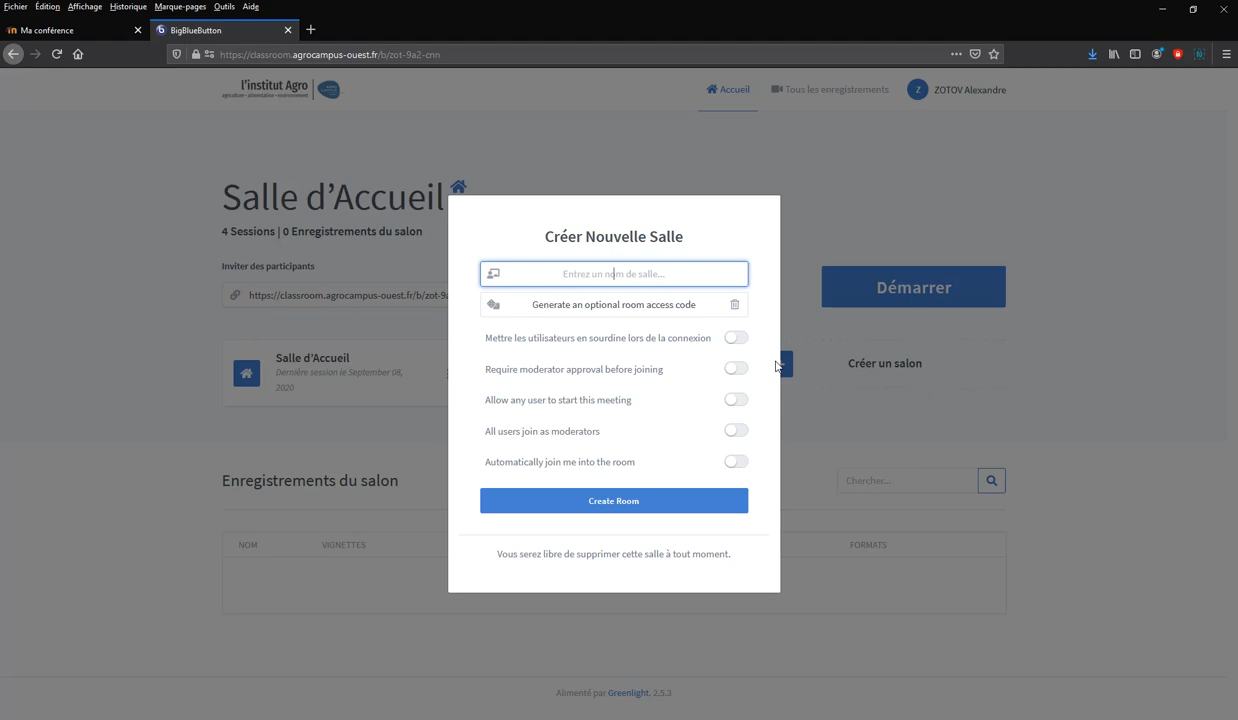 Fichier Édition Affichage Historique Marque-pages Outils Aide
Ma conférence
BigBlueButton
https://classroom.agrocampus-ouest.fr/b/zot-9a2-cnn
l'institut Agro
agriculture • alimentation • environnement
Accueil
Tous les enregistrements
Z
ZOTOV Alexandre
Salle d'Accueil
4 Sessions | 0 Enregistrements du salon
Inviter des participants
https://classroom.agrocampus-ouest.fr/b/zot-9a
Démarrer
Salle d'Accueil
Dernière session le September 08,
2020
Créer un salon
Créer Nouvelle Salle
Entrez un nom de salle...
Generate an optional room access code
Mettre les utilisateurs en sourdine lors de la connexion
Require moderator approval before joining
Allow any user to start this meeting
All users join as moderators
Automatically join me into the room
Create Room
Vous serez libre de supprimer cette salle à tout moment.
Enregistrements du salon
Chercher...
NOM VIGNETTES FORMATS
Alimenté par Greenlight. 2.5.3